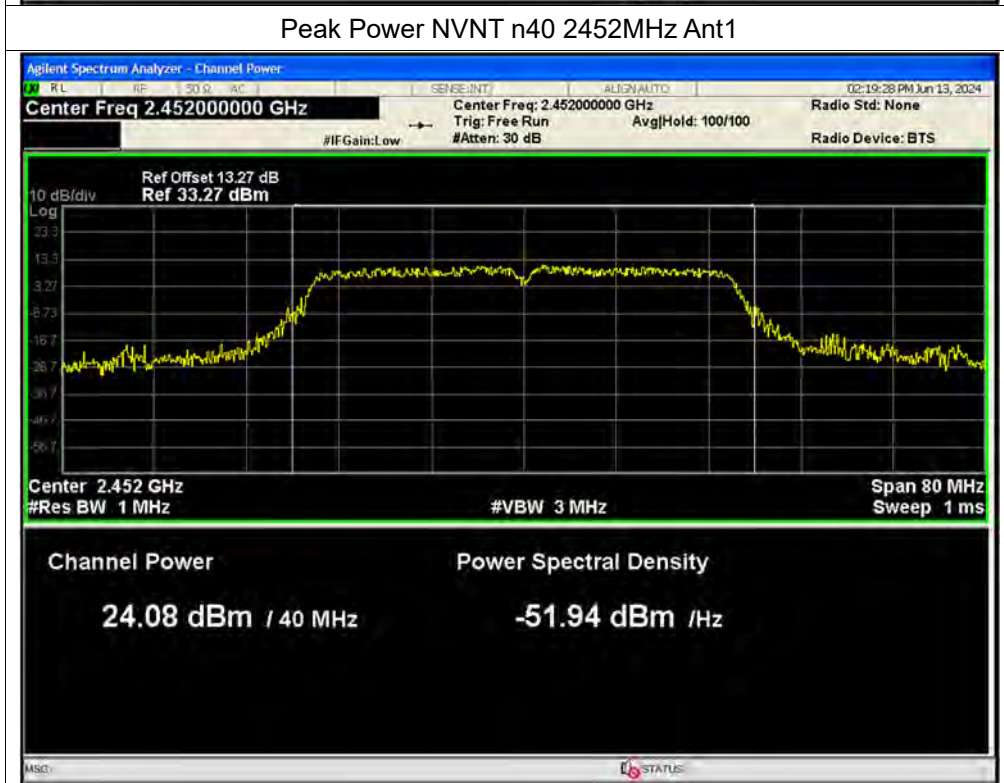 Peak Power NVNT n40 2452MHz Ant1
Agilent Spectrum Analyzer - Channel Power
RL RF 50 Ω AC SENSE:INT ALIGN AUTO 02:19:28 PM Jun 13, 2024
Center Freq 2.452000000 GHz Center Freq: 2.452000000 GHz Radio Std: None
Trig: Free Run Avg|Hold: 100/100
#IFGain:Low #Atten: 30 dB Radio Device: BTS
Ref Offset 13.27 dB
10 dB/div Ref 33.27 dBm
Log
23.3
13.3
3.27
-6.73
-16.7
-26.7
-36.7
-46.7
-56.7
Center 2.452 GHz Span 80 MHz
#Res BW 1 MHz #VBW 3 MHz Sweep 1 ms
Channel Power Power Spectral Density
24.08 dBm / 40 MHz -51.94 dBm /Hz
MSG STATUS